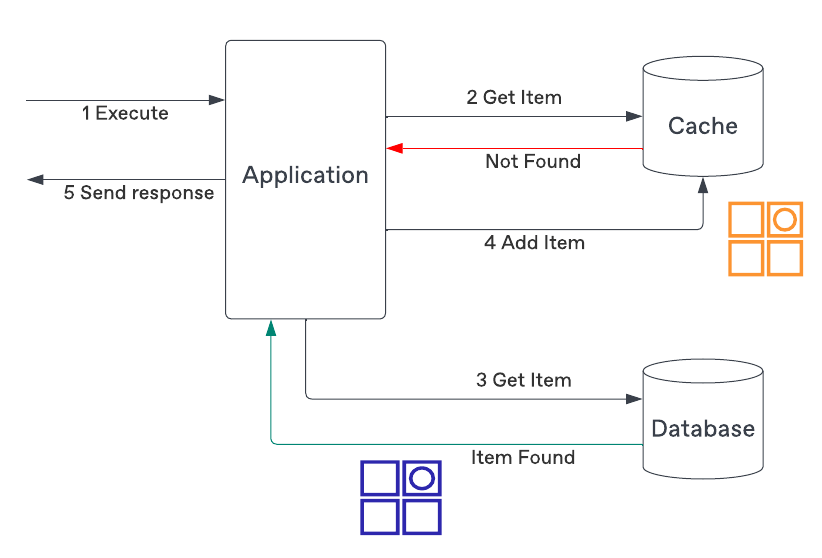 1 Execute
2 Get Item
Cache
Not Found
Application
5 Send response
4 Add Item
3 Get Item
Database
Item Found